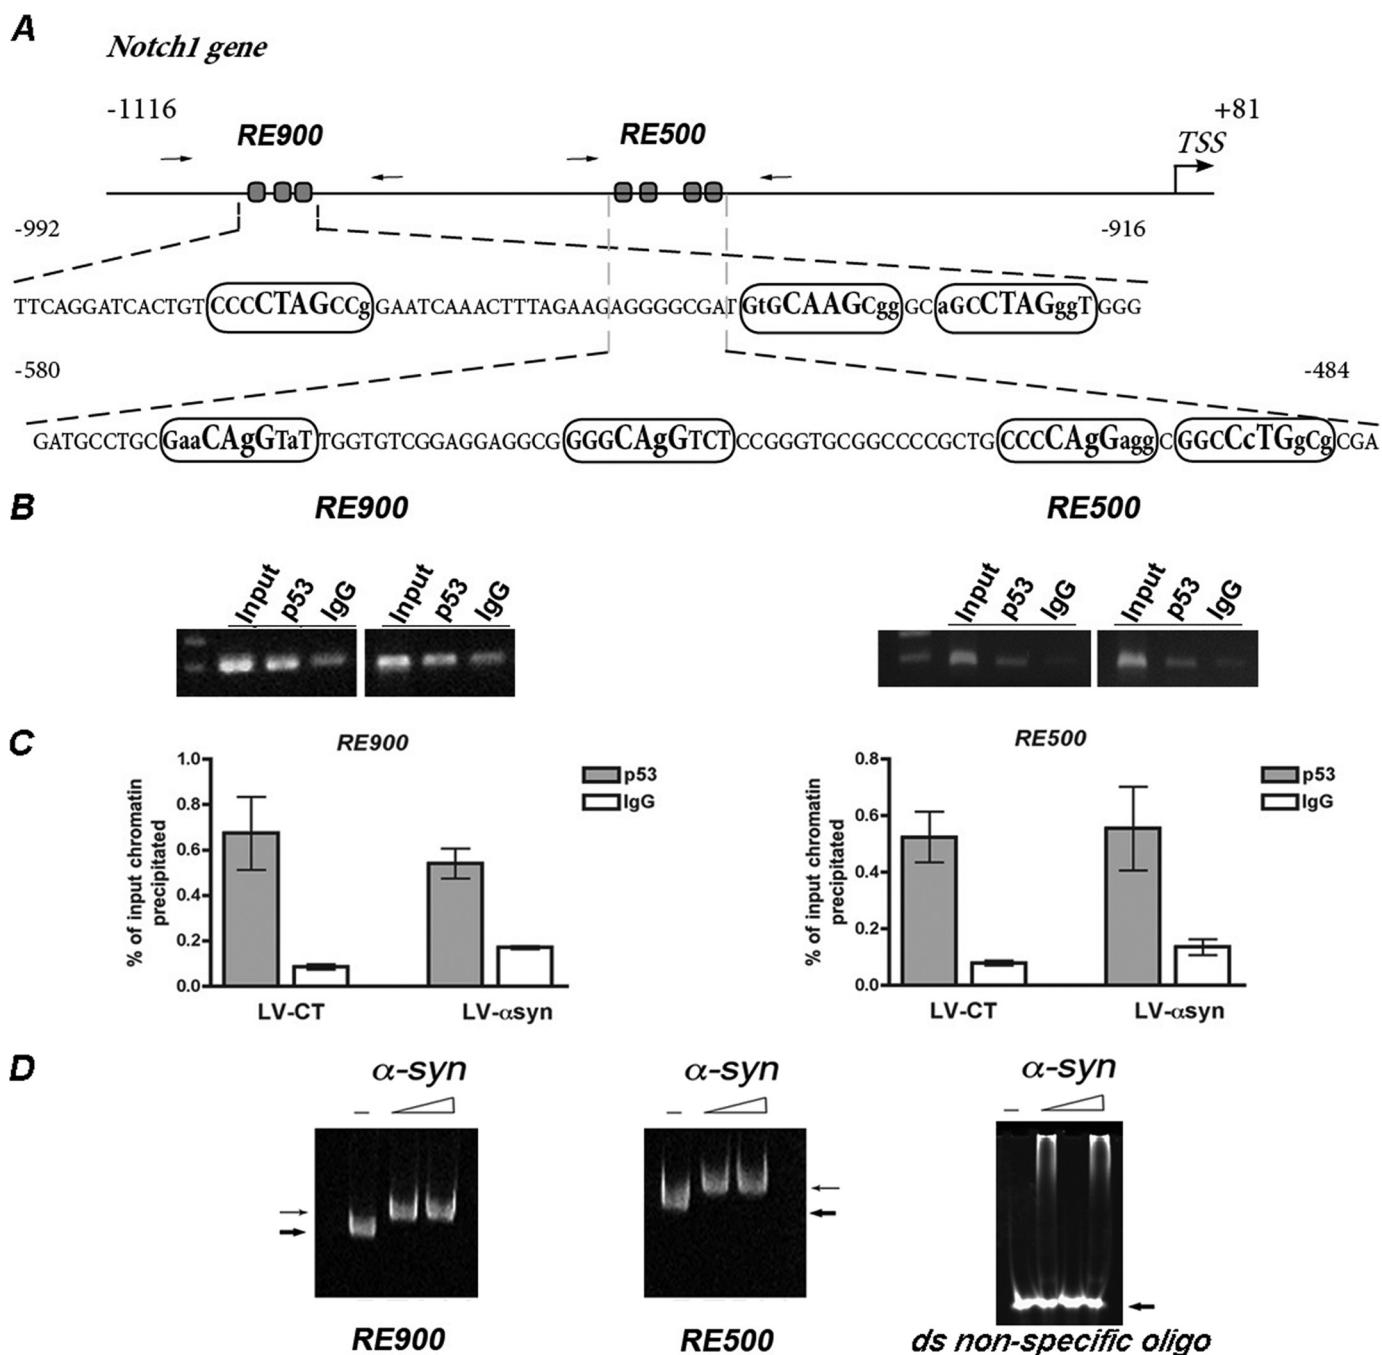 A
Notch1 gene
-1116
+81
RE900
RE500
TSS
-992
-916
TTCAGGATCACTGTCCCCTAGCCgGAATCAAACTTTAGAAGAGGGGCGATGtGCAAGCggGCaGCCTAGggTGGG
-580
-484
GATGCCTGCGaaCAgGTaTTGGTGTCGGAGGAGGCGGGGCAgGTCTCCGGGTGCGGCCCCGCTGCCCCAgGaggCGGCCcTGgCgCGA
B
RE900
RE500
Input p53 IgG Input p53 IgG
Input p53 IgG Input p53 IgG
C
RE900
% of input chromatin
precipitated
1.0
0.8
0.6
0.4
0.2
0.0
LV-CT LV-αsyn
p53
IgG
RE500
% of input chromatin
precipitated
0.8
0.6
0.4
0.2
0.0
LV-CT LV-αsyn
p53
IgG
D
α-syn α-syn α-syn
–
–
–
RE900 RE500 ds non-specific oligo